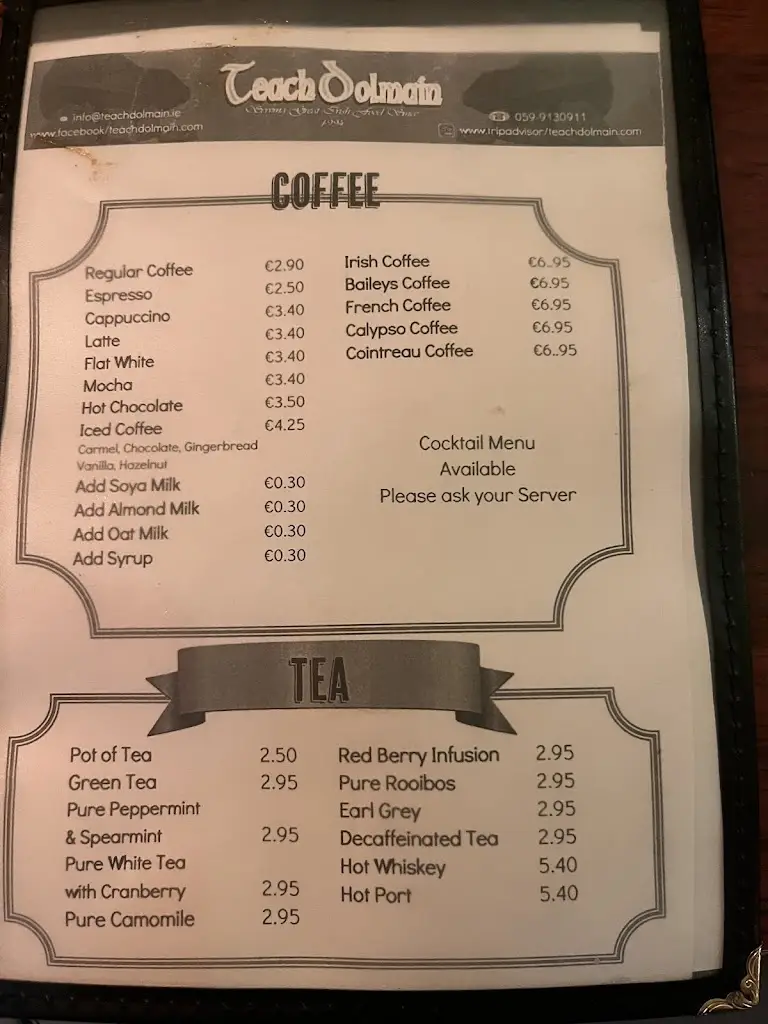 Teach Dolmain
Serving Great Irish Food Since
1994
info@teachdolmain.ie
www.facebook/teachdolmain.com
059-9130911
www.tripadvisor/teachdolmain.com
COFFEE
Regular Coffee €2.90
Espresso €2.50
Cappuccino €3.40
Latte €3.40
Flat White €3.40
Mocha €3.40
Hot Chocolate €3.50
Iced Coffee €4.25
Carmel, Chocolate, Gingerbread
Vanilla, Hazelnut
Add Soya Milk €0.30
Add Almond Milk €0.30
Add Oat Milk €0.30
Add Syrup €0.30
Irish Coffee €6..95
Baileys Coffee €6.95
French Coffee €6.95
Calypso Coffee €6.95
Cointreau Coffee €6..95
Cocktail Menu
Available
Please ask your Server
TEA
Pot of Tea 2.50
Green Tea 2.95
Pure Peppermint
& Spearmint 2.95
Pure White Tea
with Cranberry 2.95
Pure Camomile 2.95
Red Berry Infusion 2.95
Pure Rooibos 2.95
Earl Grey 2.95
Decaffeinated Tea 2.95
Hot Whiskey 5.40
Hot Port 5.40